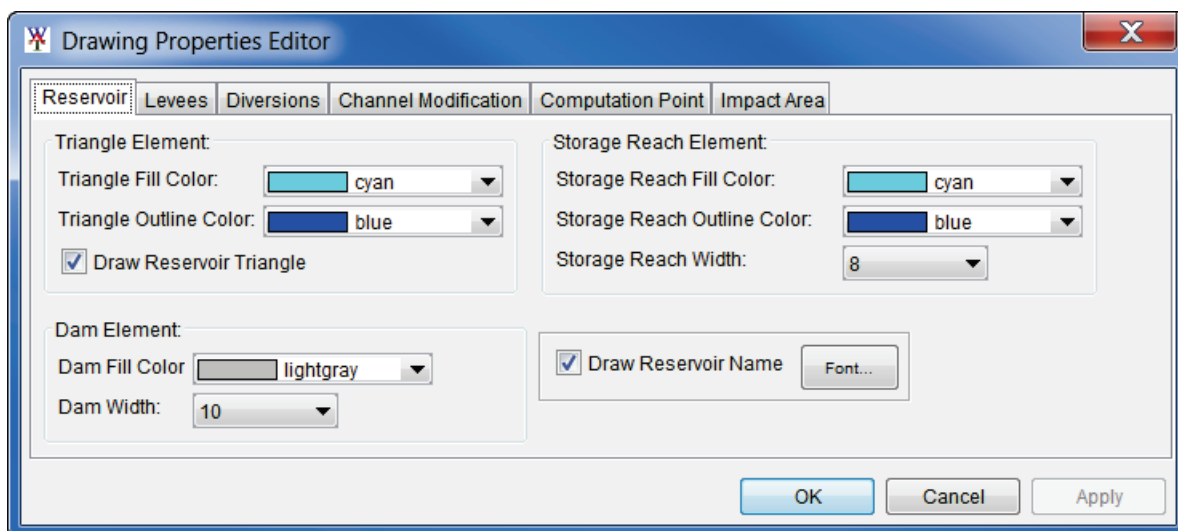 Drawing Properties Editor
Reservoir Levees Diversions Channel Modification Computation Point Impact Area
Triangle Element:
Triangle Fill Color: cyan
Triangle Outline Color: blue
Draw Reservoir Triangle
Storage Reach Element:
Storage Reach Fill Color: cyan
Storage Reach Outline Color: blue
Storage Reach Width: 8
Dam Element:
Dam Fill Color lightgray
Dam Width: 10
Draw Reservoir Name Font...
OK Cancel Apply